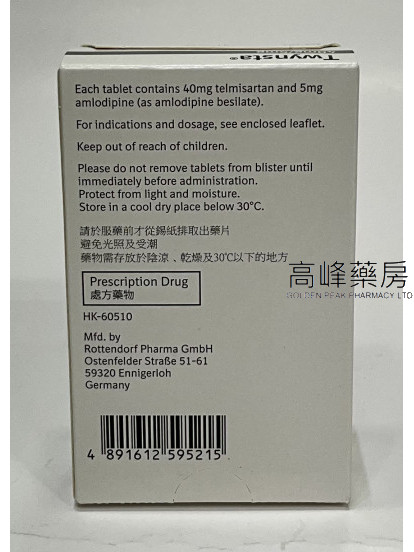 Twynsta®
Each tablet contains 40mg telmisartan and 5mg
amlodipine (as amlodipine besilate).
For indications and dosage, see enclosed leaflet.
Keep out of reach of children.
Please do not remove tablets from blister until
immediately before administration.
Protect from light and moisture.
Store in a cool dry place below 30°C.
請於服藥前才從錫紙排取出藥片
避免光照及受潮
藥物需存放於陰涼、乾燥及30℃以下的地方
高峰藥房
GOLDEN PEAK PHARMACY LTD
Prescription Drug
處方藥物
HK-60510
Mfd. by
Rottendorf Pharma GmbH
Ostenfelder Straße 51-61
59320 Ennigerloh
Germany
4 891612 595215